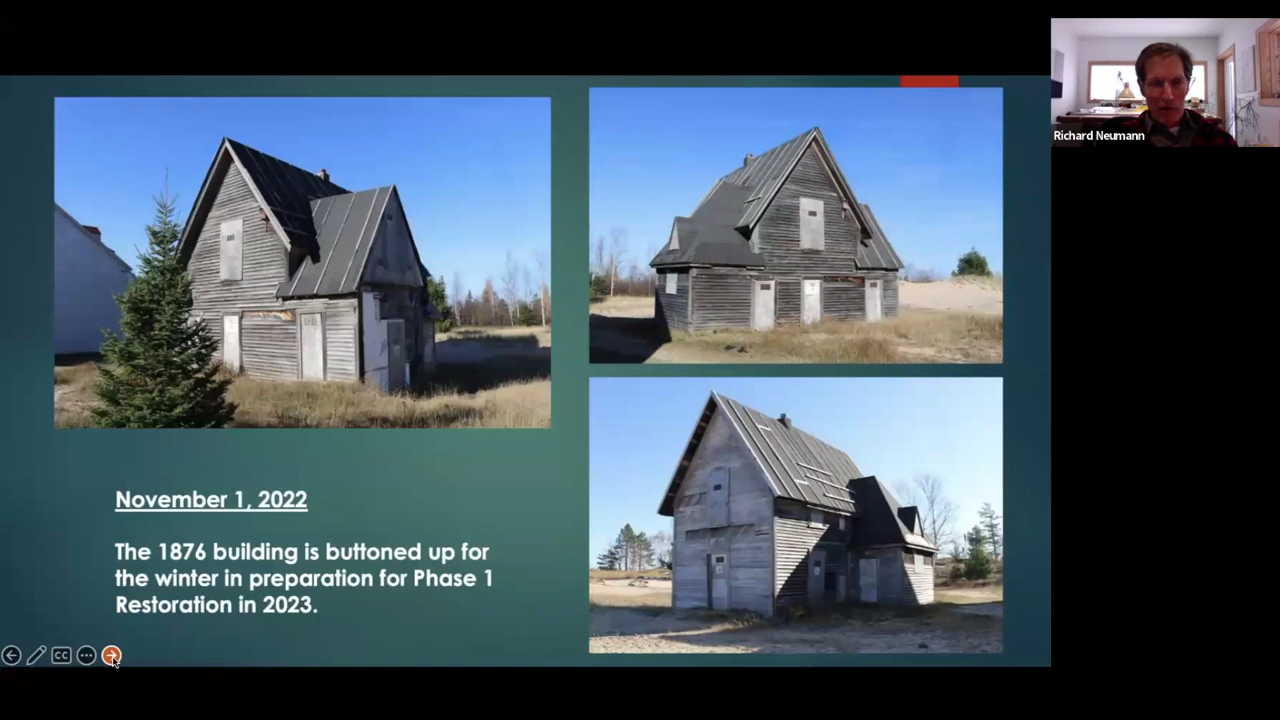 Richard Neumann
November 1, 2022
The 1876 building is buttoned up for
the winter in preparation for Phase 1
Restoration in 2023.
CC